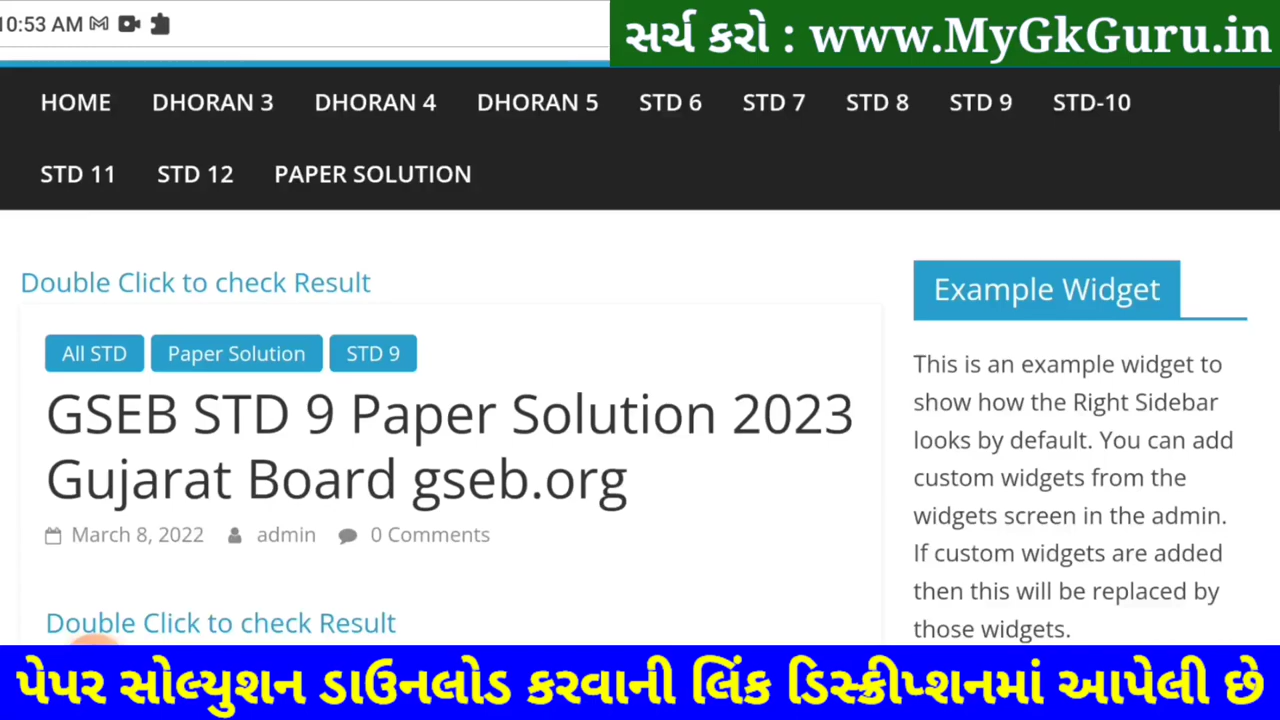 10:53 AM
સર્ચ કરો : www.MyGkGuru.in
HOME DHORAN 3 DHORAN 4 DHORAN 5 STD 6 STD 7 STD 8 STD 9 STD-10
STD 11 STD 12 PAPER SOLUTION
Double Click to check Result
All STD Paper Solution STD 9
GSEB STD 9 Paper Solution 2023
Gujarat Board gseb.org
March 8, 2022 admin 0 Comments
Double Click to check Result
Example Widget
This is an example widget to
show how the Right Sidebar
looks by default. You can add
custom widgets from the
widgets screen in the admin.
If custom widgets are added
then this will be replaced by
those widgets.
પેપર સોલ્યુશન ડાઉનલોડ કરવાની લિંક ડિસ્ક્રીપ્શનમાં આપેલી છે